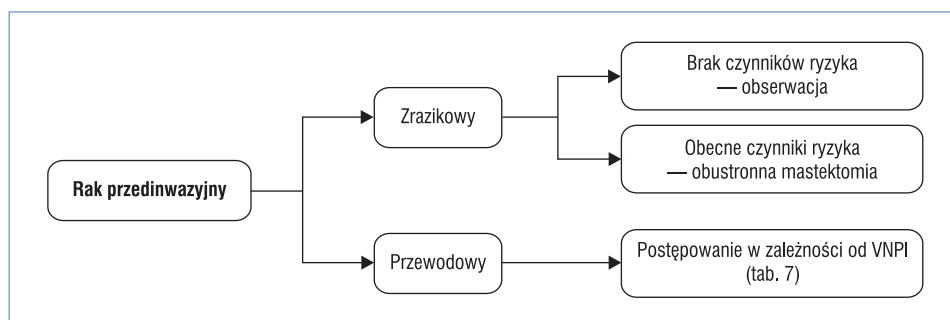 Rak przedinwazyjny
Zrazikowy
Brak czynników ryzyka
— obserwacja
Obecne czynniki ryzyka
— obustronna mastektomia
Przewodowy
Postępowanie w zależności od VNPI
(tab. 7)